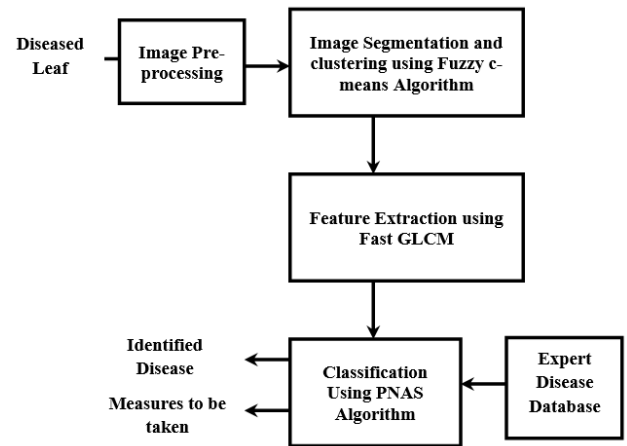 Diseased
Leaf
Image Pre-
processing
Image Segmentation and
clustering using Fuzzy c-
means Algorithm
Feature Extraction using
Fast GLCM
Identified
Disease
Measures to be
taken
Classification
Using PNAS
Algorithm
Expert
Disease
Database